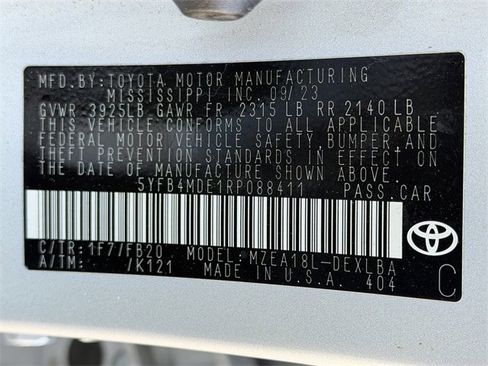 MFD. BY: TOYOTA MOTOR MANUFACTURING
MISSISSIPPI INC. 09/23
GVWR 3925LB GAWR FR 2315 LB RR 2140 LB
THIS VEHICLE CONFORMS TO ALL APPLICABLE
FEDERAL MOTOR VEHICLE SAFETY, BUMPER, AND
THEFT PREVENTION STANDARDS IN EFFECT ON
THE DATE OF MANUFACTURE SHOWN ABOVE.
5YFB4MDE1RP088411 PASS. CAR
C/TR: 1F7/FB20 MODEL: MZEA18L-DEXLBA
A/TM: /K121 MADE IN U.S.A. 404
C